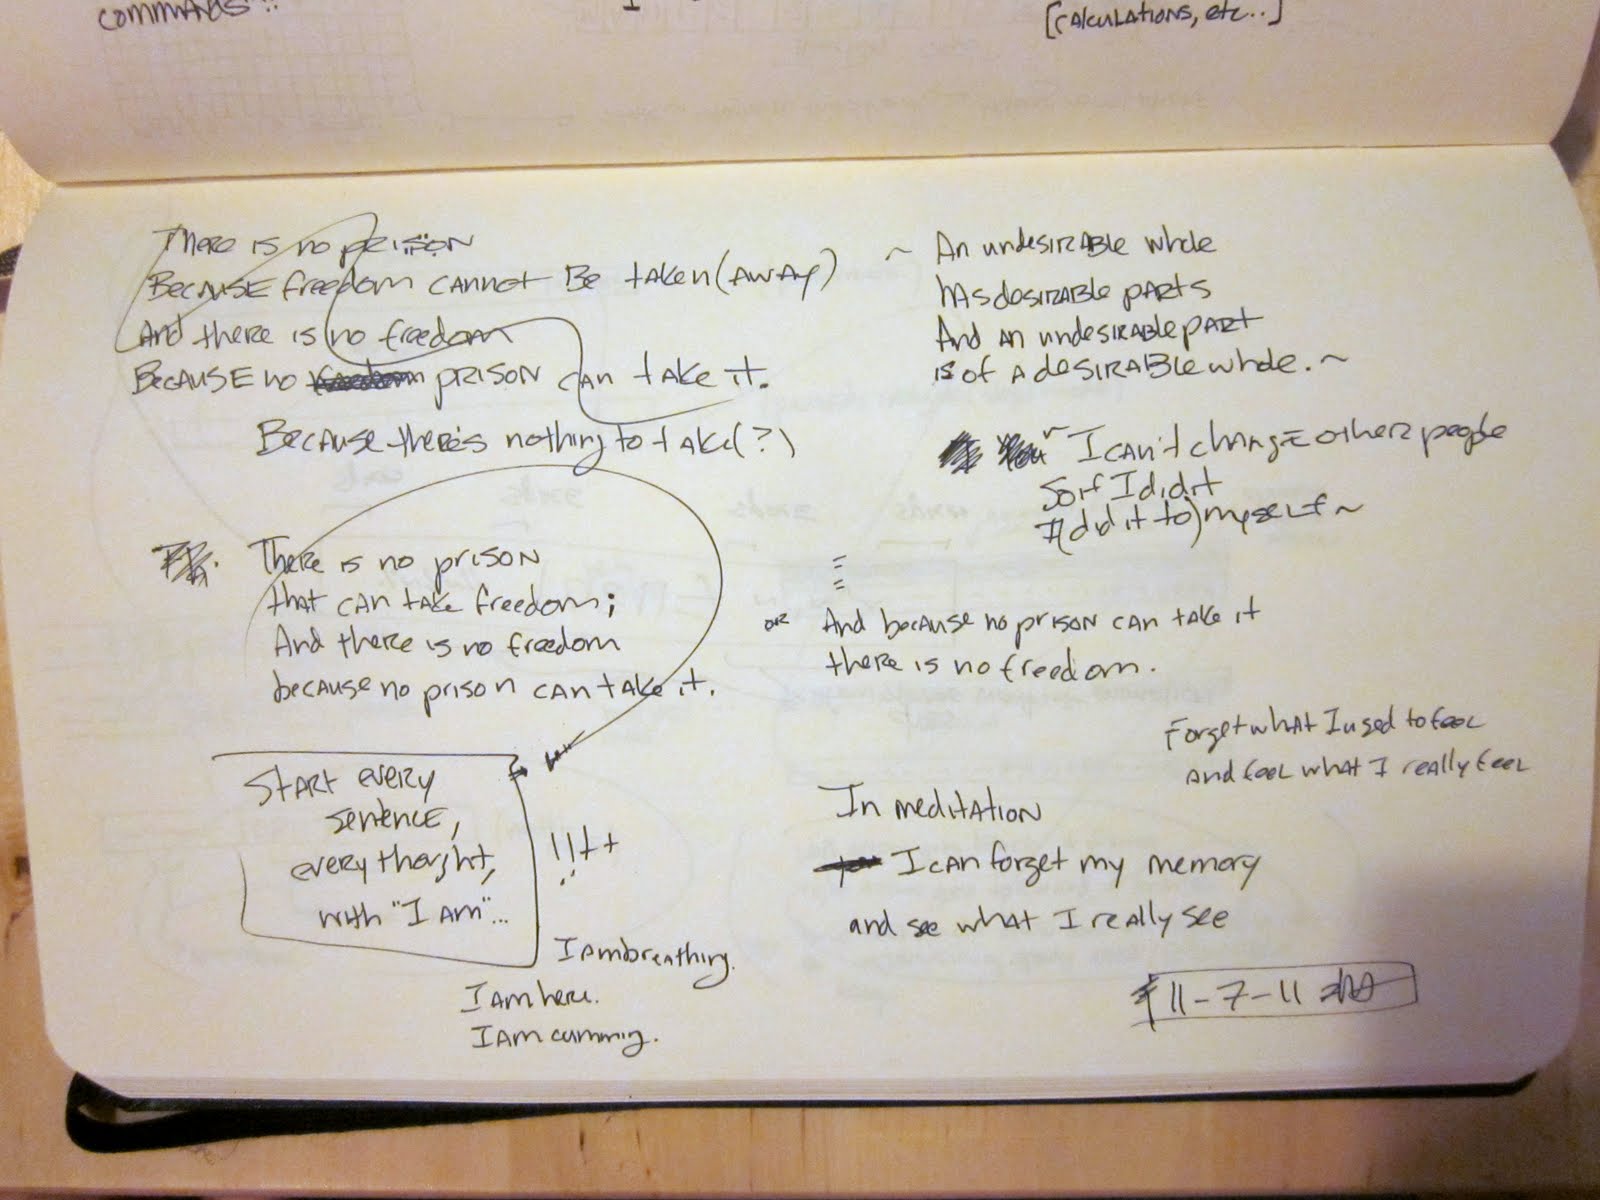 commands"!!
I
[calculations, etc..]
There is no prison
Because freedom cannot be taken (away)
And there is no freedom
Because no prison can take it.
Because there's nothing to take(?)
There is no prison
that can take freedom;
And there is no freedom
because no prison can take it.
Start every
sentence,
every thought,
with "I am"...
!!++
I am breathing.
I am here.
I am cumming.
~ An undesirable whole
has desirable parts
And an undesirable part
is of a desirable whole. ~
~ I can't change other people
So if I did it
I (did it to) myself ~
or And because no prison can take it
there is no freedom.
Forget what I used to feel
and feel what I really feel
In meditation
I can forget my memory
and see what I really see
11-7-11